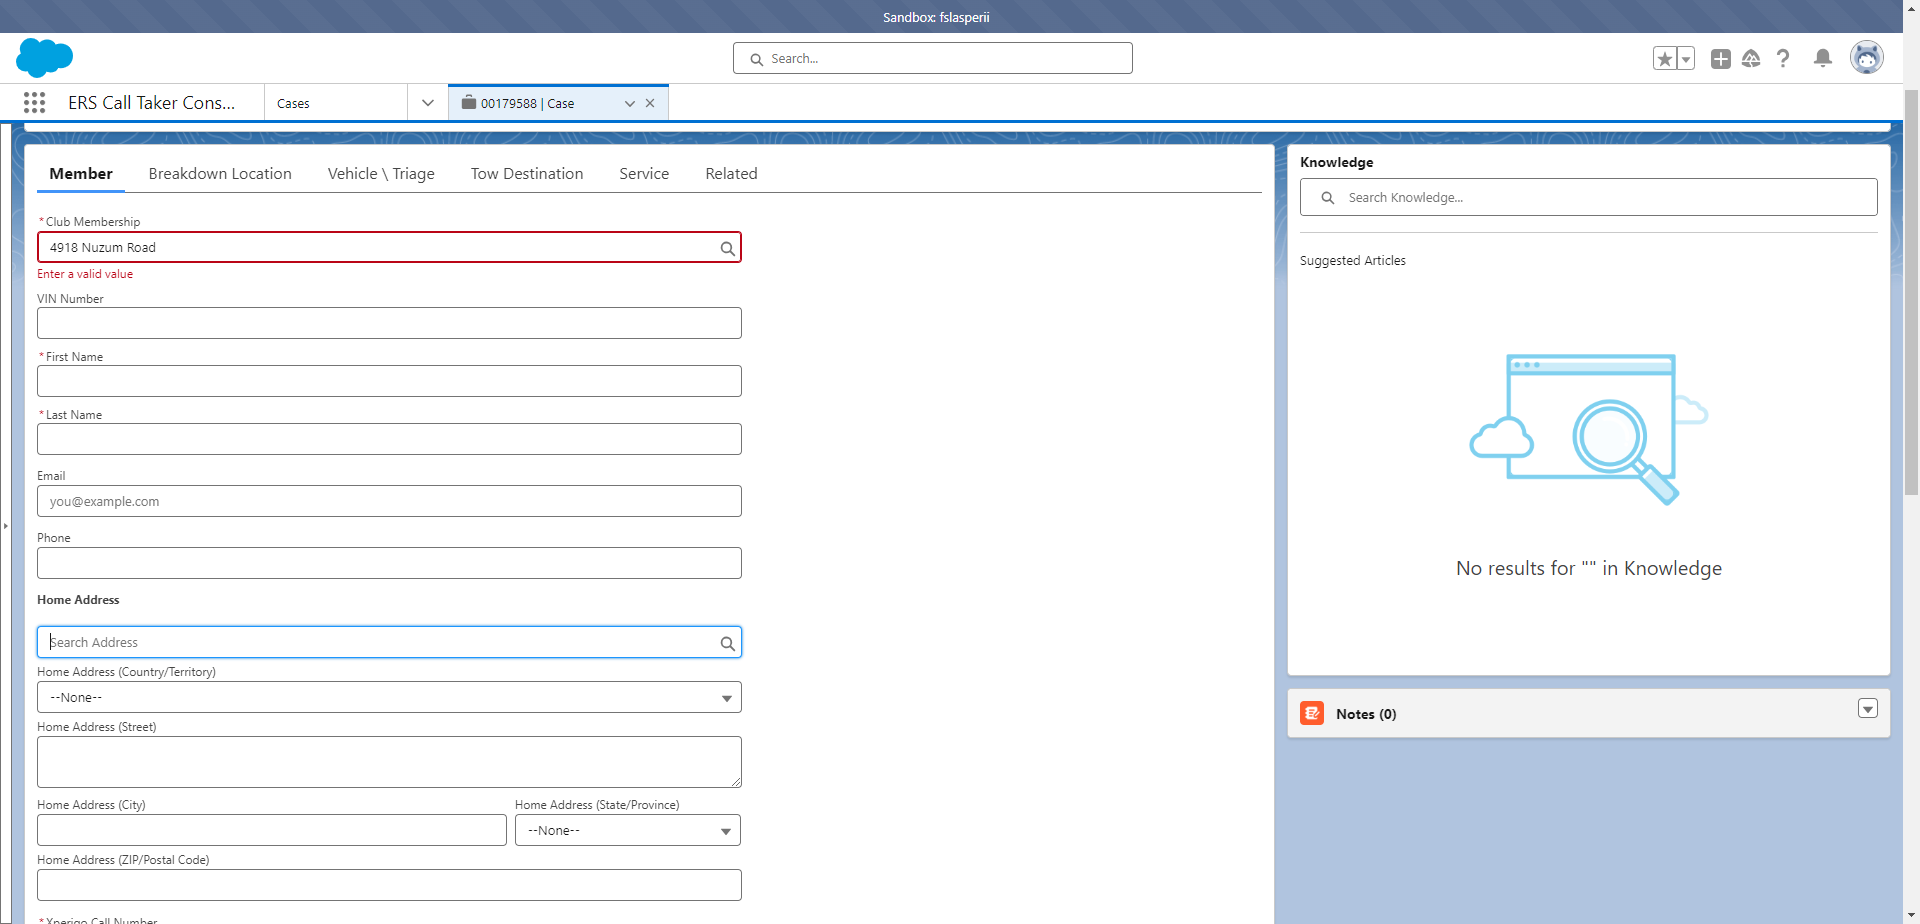 Sandbox: fslasperii
Search...
ERS Call Taker Cons...
Cases
00179588 | Case
Member
Breakdown Location
Vehicle \ Triage
Tow Destination
Service
Related
*Club Membership
4918 Nuzum Road
Enter a valid value
VIN Number
*First Name
*Last Name
Email
you@example.com
Phone
Home Address
Search Address
Home Address (Country/Territory)
--None--
Home Address (Street)
Home Address (City)
Home Address (State/Province)
--None--
Home Address (ZIP/Postal Code)
*Xperigo Call Number
Knowledge
Search Knowledge...
Suggested Articles
No results for "" in Knowledge
Notes (0)